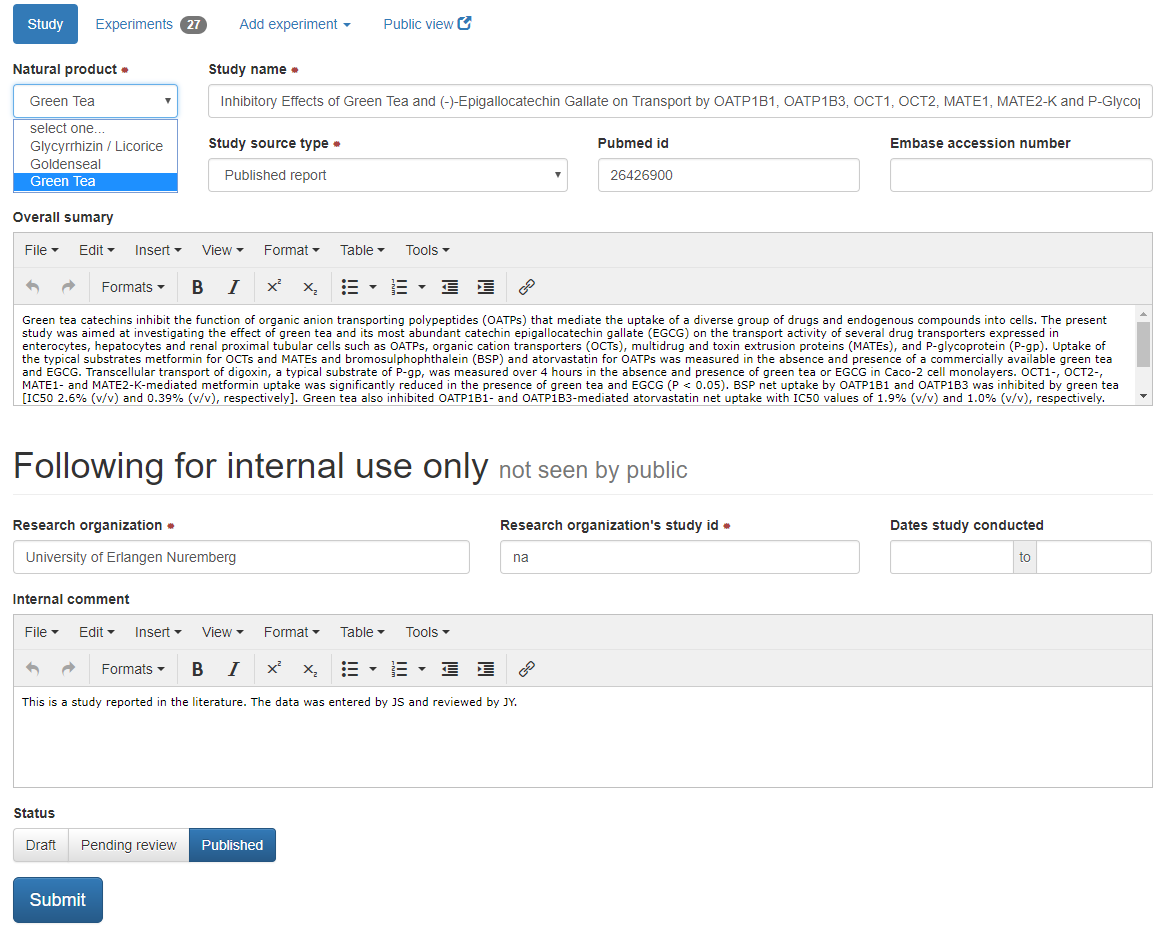 Study Experiments 27 Add experiment Public view
Natural product * Study name *
Green Tea Inhibitory Effects of Green Tea and (-)-Epigallocatechin Gallate on Transport by OATP1B1, OATP1B3, OCT1, OCT2, MATE1, MATE2-K and P-Glycop
select one...
Glycyrrhizin / Licorice
Goldenseal
Green Tea
Study source type * Pubmed id Embase accession number
Published report 26426900
Overall sumary
File Edit Insert View Format Table Tools
Formats B I x² x₂
Green tea catechins inhibit the function of organic anion transporting polypeptides (OATPs) that mediate the uptake of a diverse group of drugs and endogenous compounds into cells. The present
study was aimed at investigating the effect of green tea and its most abundant catechin epigallocatechin gallate (EGCG) on the transport activity of several drug transporters expressed in
enterocytes, hepatocytes and renal proximal tubular cells such as OATPs, organic cation transporters (OCTs), multidrug and toxin extrusion proteins (MATEs), and P-glycoprotein (P-gp). Uptake of
the typical substrates metformin for OCTs and MATEs and bromosulphophthalein (BSP) and atorvastatin for OATPs was measured in the absence and presence of a commercially available green tea
and EGCG. Transcellular transport of digoxin, a typical substrate of P-gp, was measured over 4 hours in the absence and presence of green tea or EGCG in Caco-2 cell monolayers. OCT1-, OCT2-,
MATE1- and MATE2-K-mediated metformin uptake was significantly reduced in the presence of green tea and EGCG (P < 0.05). BSP net uptake by OATP1B1 and OATP1B3 was inhibited by green tea
[IC50 2.6% (v/v) and 0.39% (v/v), respectively]. Green tea also inhibited OATP1B1- and OATP1B3-mediated atorvastatin net uptake with IC50 values of 1.9% (v/v) and 1.0% (v/v), respectively.
Following for internal use only not seen by public
Research organization * Research organization's study id * Dates study conducted
University of Erlangen Nuremberg na to
Internal comment
File Edit Insert View Format Table Tools
Formats B I x² x₂
This is a study reported in the literature. The data was entered by JS and reviewed by JY.
Status
Draft Pending review Published
Submit